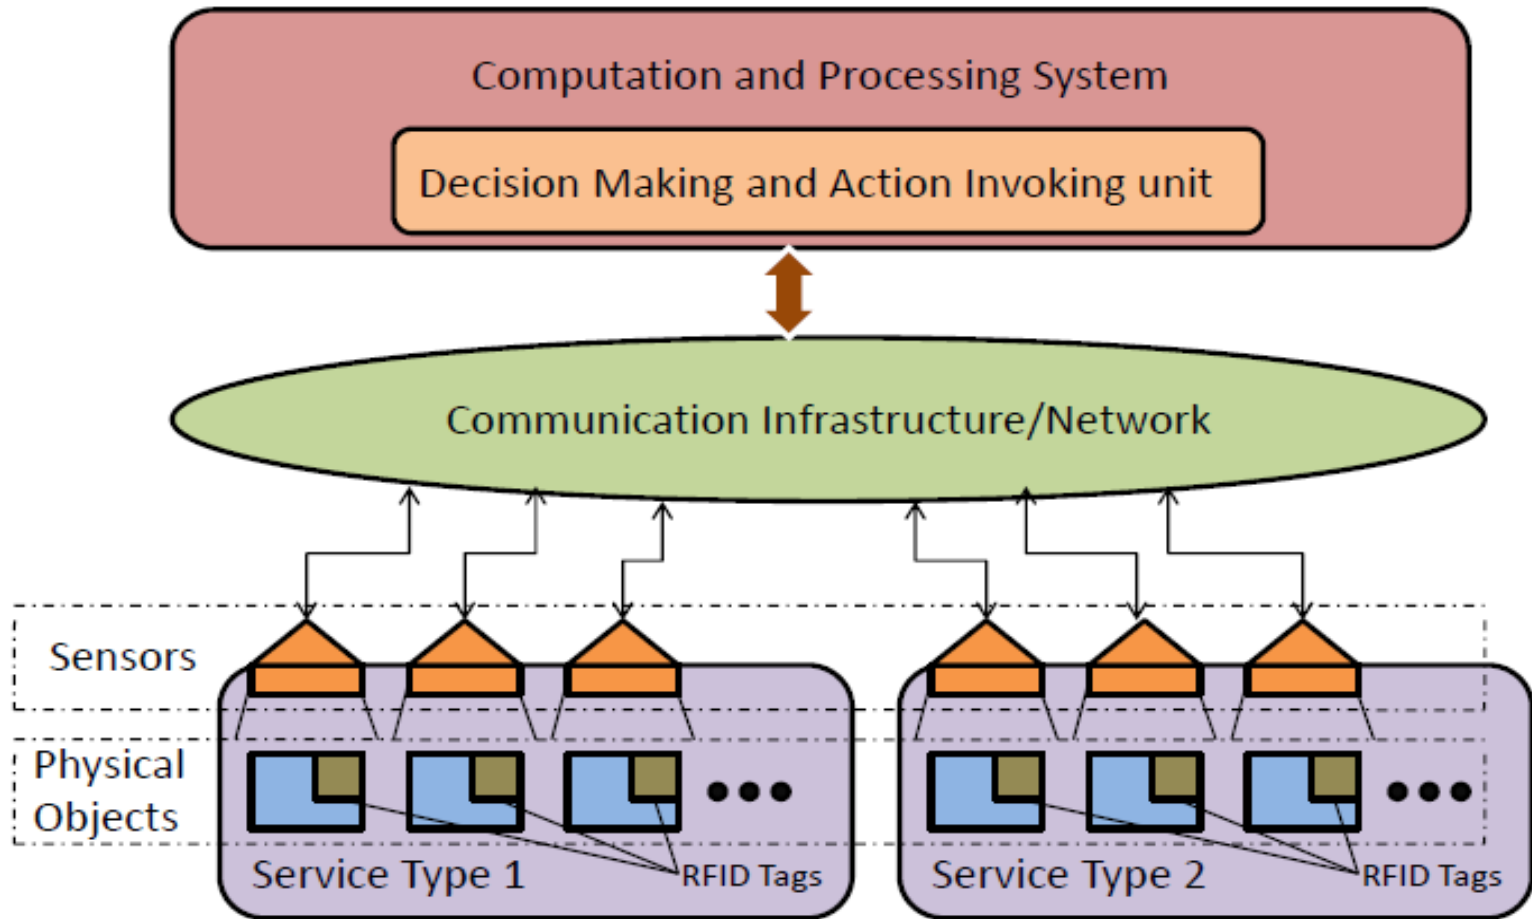 Computation and Processing System
Decision Making and Action Invoking unit
Communication Infrastructure/Network
Sensors
Physical
Objects
Service Type 1
RFID Tags
Service Type 2
RFID Tags